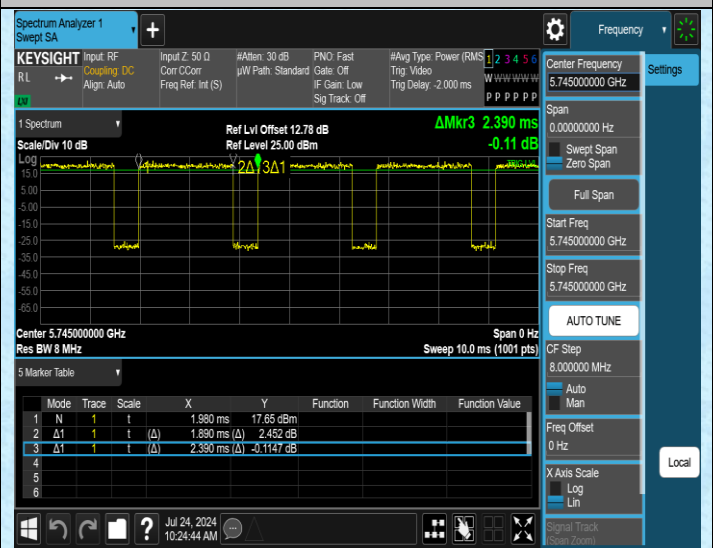 Spectrum Analyzer 1
Swept SA
+
Frequency
KEYSIGHT
RL
LXI
Input: RF
Coupling: DC
Align: Auto
Input Z: 50 Ω
Corr CCorr
Freq Ref: Int (S)
#Atten: 30 dB
µW Path: Standard
PNO: Fast
Gate: Off
IF Gain: Low
Sig Track: Off
#Avg Type: Power (RMS
Trig: Video
Trig Delay: -2.000 ms
1 2 3 4 5 6
W W W W W W
P P P P P P
1 Spectrum
Scale/Div 10 dB
Ref Lvl Offset 12.78 dB
Ref Level 25.00 dBm
ΔMkr3 2.390 ms
-0.11 dB
Log
15.0
5.00
-5.00
-15.0
-25.0
-35.0
-45.0
-55.0
-65.0
2Δ1 3Δ1
Center 5.745000000 GHz
Res BW 8 MHz
Span 0 Hz
Sweep 10.0 ms (1001 pts)
5 Marker Table
Mode Trace Scale X Y Function Function Width Function Value
1 N 1 t 1.980 ms 17.65 dBm
2 Δ1 1 t (Δ) 1.890 ms (Δ) 2.452 dB
3 Δ1 1 t (Δ) 2.390 ms (Δ) -0.1147 dB
4
5
6
Jul 24, 2024
10:24:44 AM
?
Center Frequency
5.745000000 GHz
Span
0.00000000 Hz
Swept Span
Zero Span
Full Span
Start Freq
5.745000000 GHz
Stop Freq
5.745000000 GHz
AUTO TUNE
CF Step
8.000000 MHz
Auto
Man
Freq Offset
0 Hz
X Axis Scale
Log
Lin
Signal Track
(Span Zoom)
Settings
Local